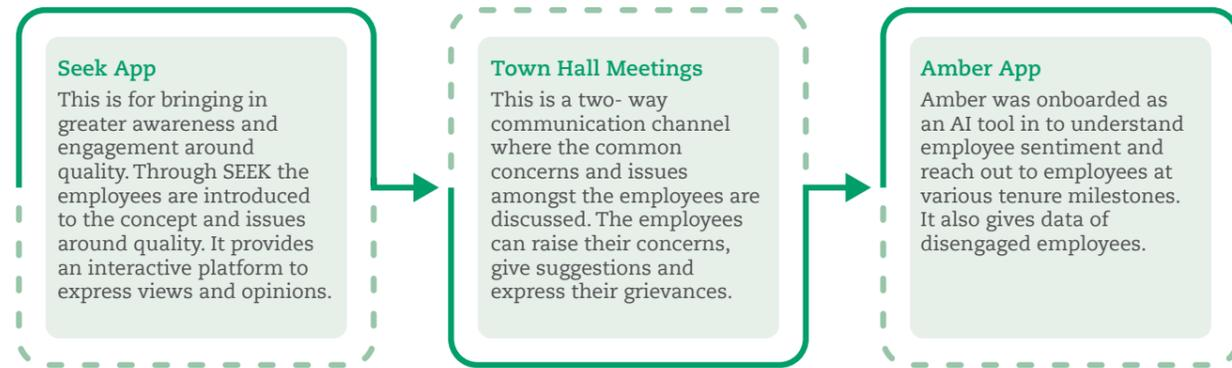 Seek App
This is for bringing in
greater awareness and
engagement around
quality. Through SEEK the
employees are introduced
to the concept and issues
around quality. It provides
an interactive platform to
express views and opinions.
Town Hall Meetings
This is a two- way
communication channel
where the common
concerns and issues
amongst the employees are
discussed. The employees
can raise their concerns,
give suggestions and
express their grievances.
Amber App
Amber was onboarded as
an AI tool in to understand
employee sentiment and
reach out to employees at
various tenure milestones.
It also gives data of
disengaged employees.